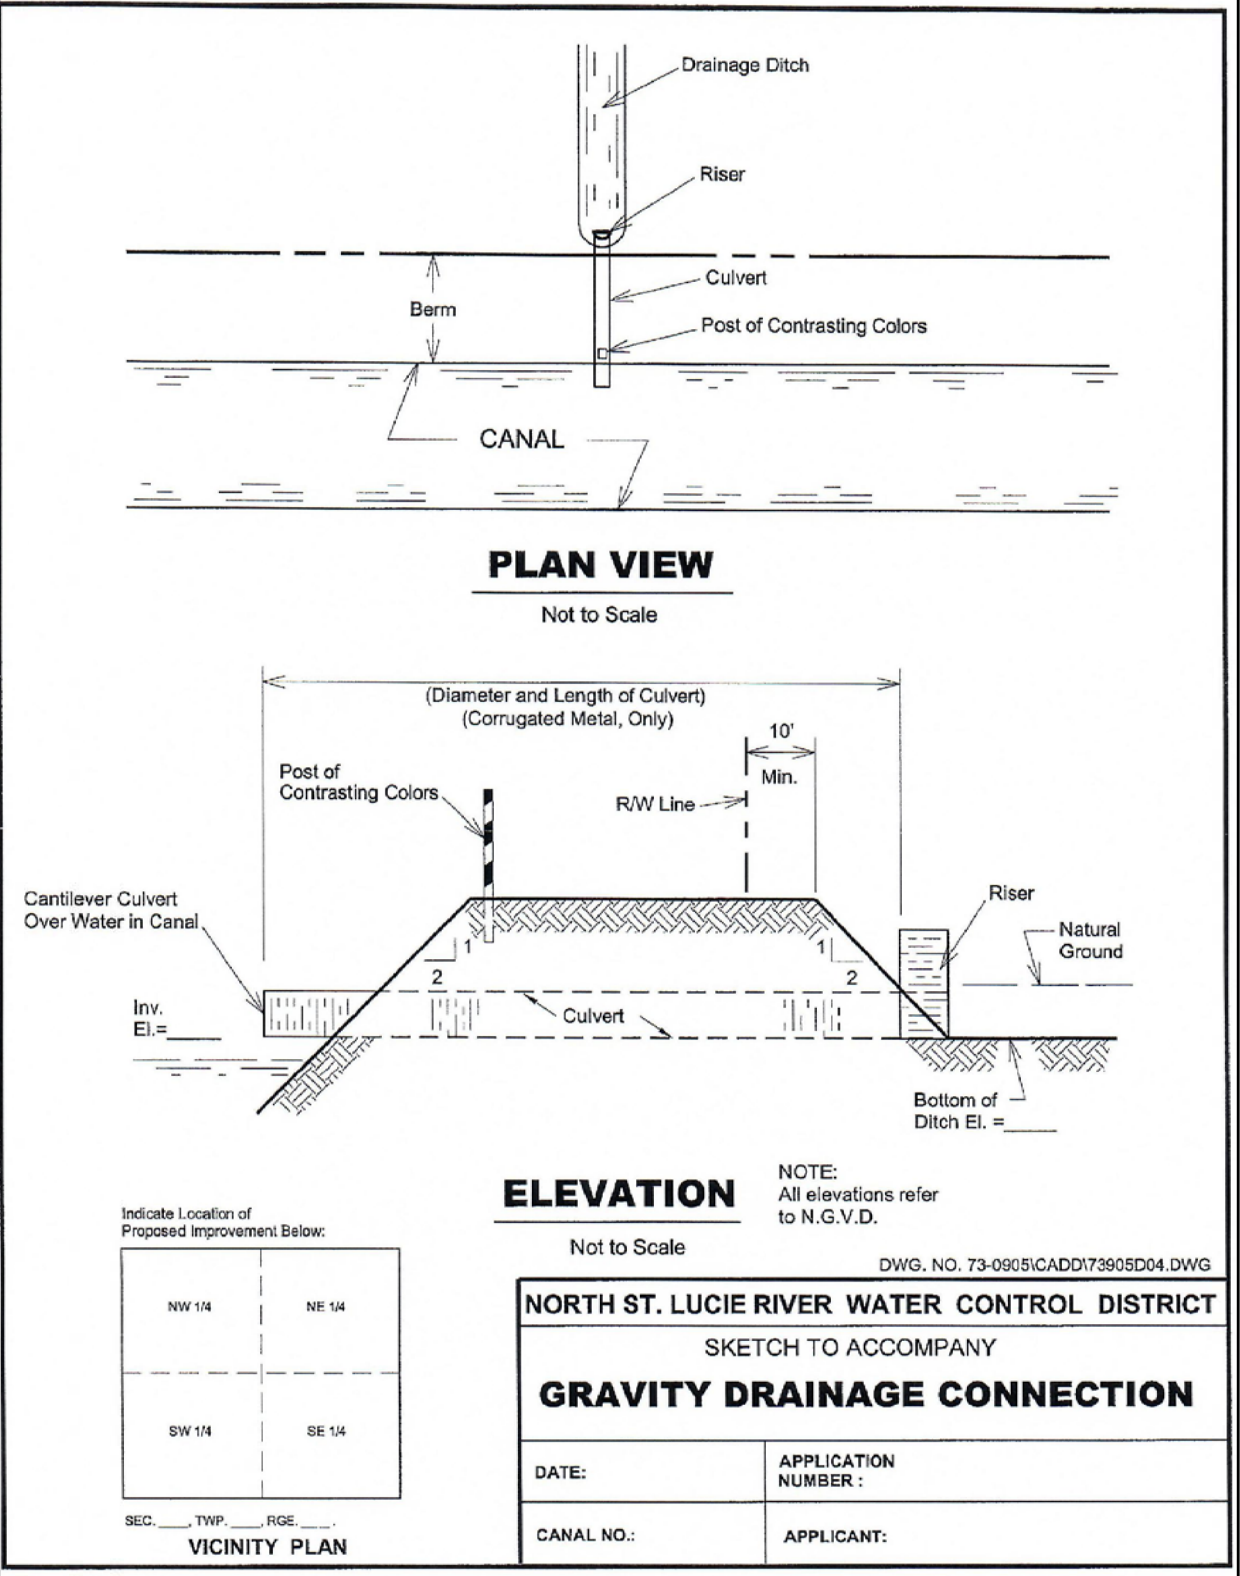 Drainage Ditch
Riser
Culvert
Berm
Post of Contrasting Colors
CANAL
PLAN VIEW
Not to Scale
(Diameter and Length of Culvert)
(Corrugated Metal, Only)
10'
Min.
Post of
Contrasting Colors
R/W Line
Cantilever Culvert
Over Water in Canal
Riser
Natural
Ground
1
2
1
2
Inv.
El.=____
Culvert
Bottom of
Ditch El. =____
ELEVATION
Not to Scale
NOTE:
All elevations refer
to N.G.V.D.
Indicate Location of
Proposed Improvement Below:
NW 1/4
NE 1/4
SW 1/4
SE 1/4
SEC.____, TWP.____, RGE.____.
VICINITY PLAN
DWG. NO. 73-0905\CADD\73905D04.DWG
NORTH ST. LUCIE RIVER WATER CONTROL DISTRICT
SKETCH TO ACCOMPANY
GRAVITY DRAINAGE CONNECTION
DATE:
APPLICATION
NUMBER :
CANAL NO.:
APPLICANT: